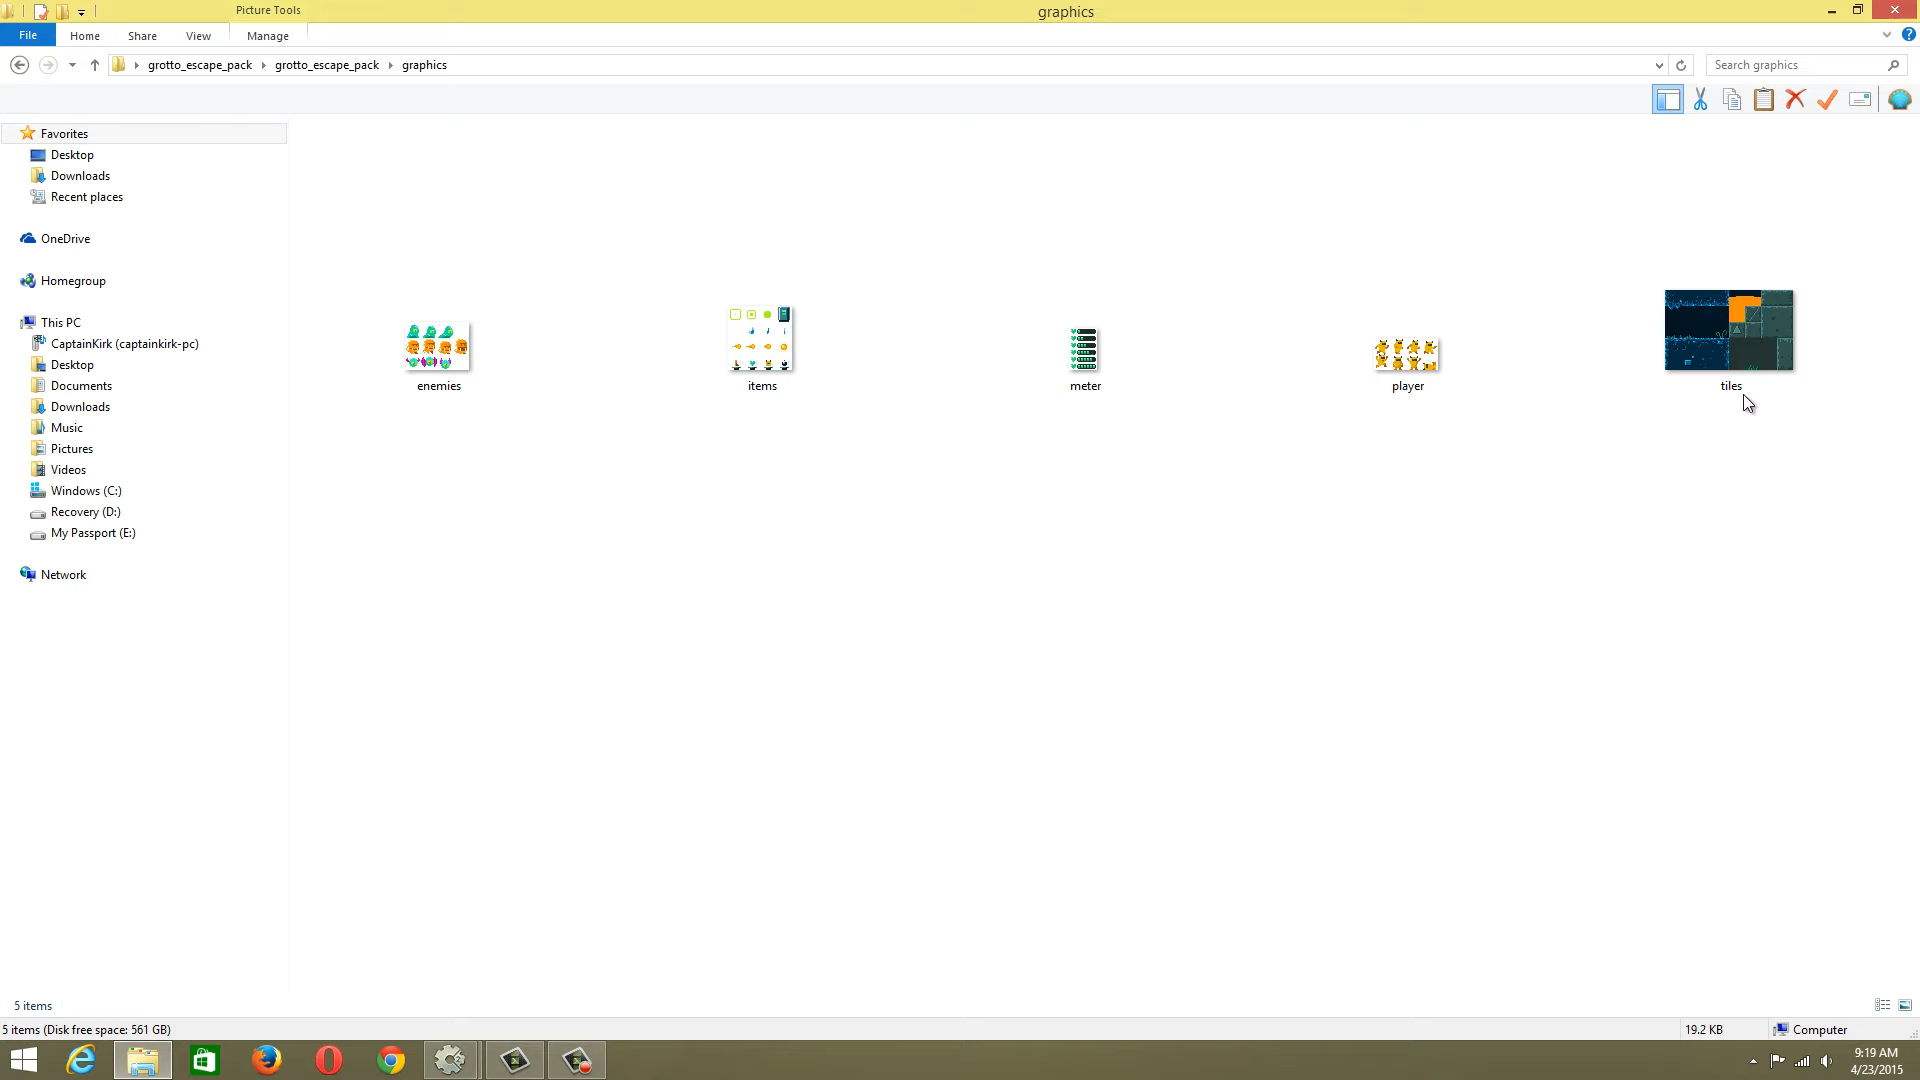 Picture Tools
graphics
File Home Share View Manage
grotto_escape_pack grotto_escape_pack graphics
Search graphics
Favorites
Desktop
Downloads
Recent places
OneDrive
Homegroup
This PC
CaptainKirk (captainkirk-pc)
Desktop
Documents
Downloads
Music
Pictures
Videos
Windows (C:)
Recovery (D:)
My Passport (E:)
Network
enemies items meter player tiles
5 items
5 items (Disk free space: 561 GB)
19.2 KB
Computer
9:19 AM
4/23/2015